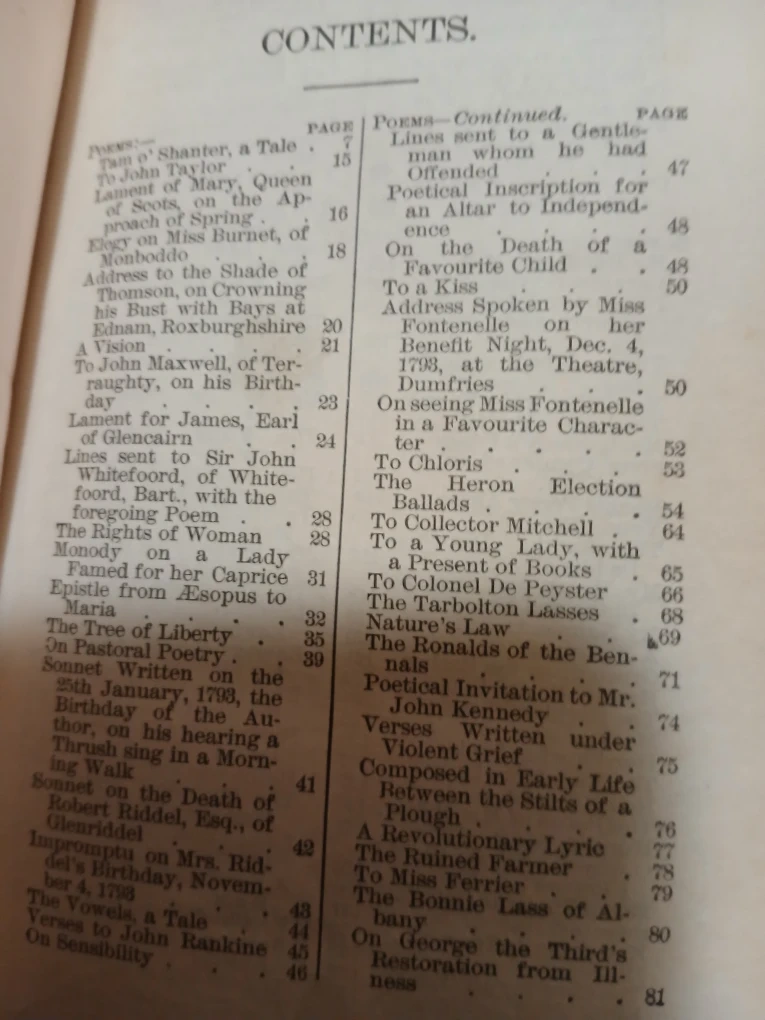 CONTENTS.
PAGE
POEMS:—
Tam o' Shanter, a Tale . 7
To John Taylor . . 15
Lament of Mary, Queen
of Scots, on the Ap-
proach of Spring . . 16
Elegy on Miss Burnet, of
Monboddo . . . 18
Address to the Shade of
Thomson, on Crowning
his Bust with Bays at
Ednam, Roxburghshire 20
A Vision . . . . 21
To John Maxwell, of Ter-
raughty, on his Birth-
day . . . . 23
Lament for James, Earl
of Glencairn . . 24
Lines sent to Sir John
Whitefoord, of White-
foord, Bart., with the
foregoing Poem . . 28
The Rights of Woman 28
Monody on a Lady
Famed for her Caprice 31
Epistle from Æsopus to
Maria . . . . 32
The Tree of Liberty . 35
On Pastoral Poetry . . 39
Sonnet Written on the
25th January, 1793, the
Birthday of the Au-
thor, on his hearing a
Thrush sing in a Morn-
ing Walk . . . 41
Sonnet on the Death of
Robert Riddel, Esq., of
Glenriddel . . . 42
Impromptu on Mrs. Rid-
del's Birthday, Novem-
ber 4, 1793 . . . 43
The Vowels, a Tale . 44
Verses to John Rankine 45
On Sensibility . . . 46
POEMS—Continued. PAGE
Lines sent to a Gentle-
man whom he had
Offended . . . 47
Poetical Inscription for
an Altar to Independ-
ence . . . . 48
On the Death of a
Favourite Child . . 48
To a Kiss . . . 50
Address Spoken by Miss
Fontenelle on her
Benefit Night, Dec. 4,
1793, at the Theatre,
Dumfries . . . 50
On seeing Miss Fontenelle
in a Favourite Charac-
ter . . . . . 52
To Chloris . . . 53
The Heron Election
Ballads . . . . 54
To Collector Mitchell . 64
To a Young Lady, with
a Present of Books . 65
To Colonel De Peyster 66
The Tarbolton Lasses . 68
Nature's Law . . . 69
The Ronalds of the Ben-
nals . . . . 71
Poetical Invitation to Mr.
John Kennedy . . 74
Verses Written under
Violent Grief . . 75
Composed in Early Life
Between the Stilts of a
Plough . . . . 76
A Revolutionary Lyric 77
The Ruined Farmer . 78
To Miss Ferrier . . 79
The Bonnie Lass of Al-
bany . . . . 80
On George the Third's
Restoration from Ill-
ness . . . . 81